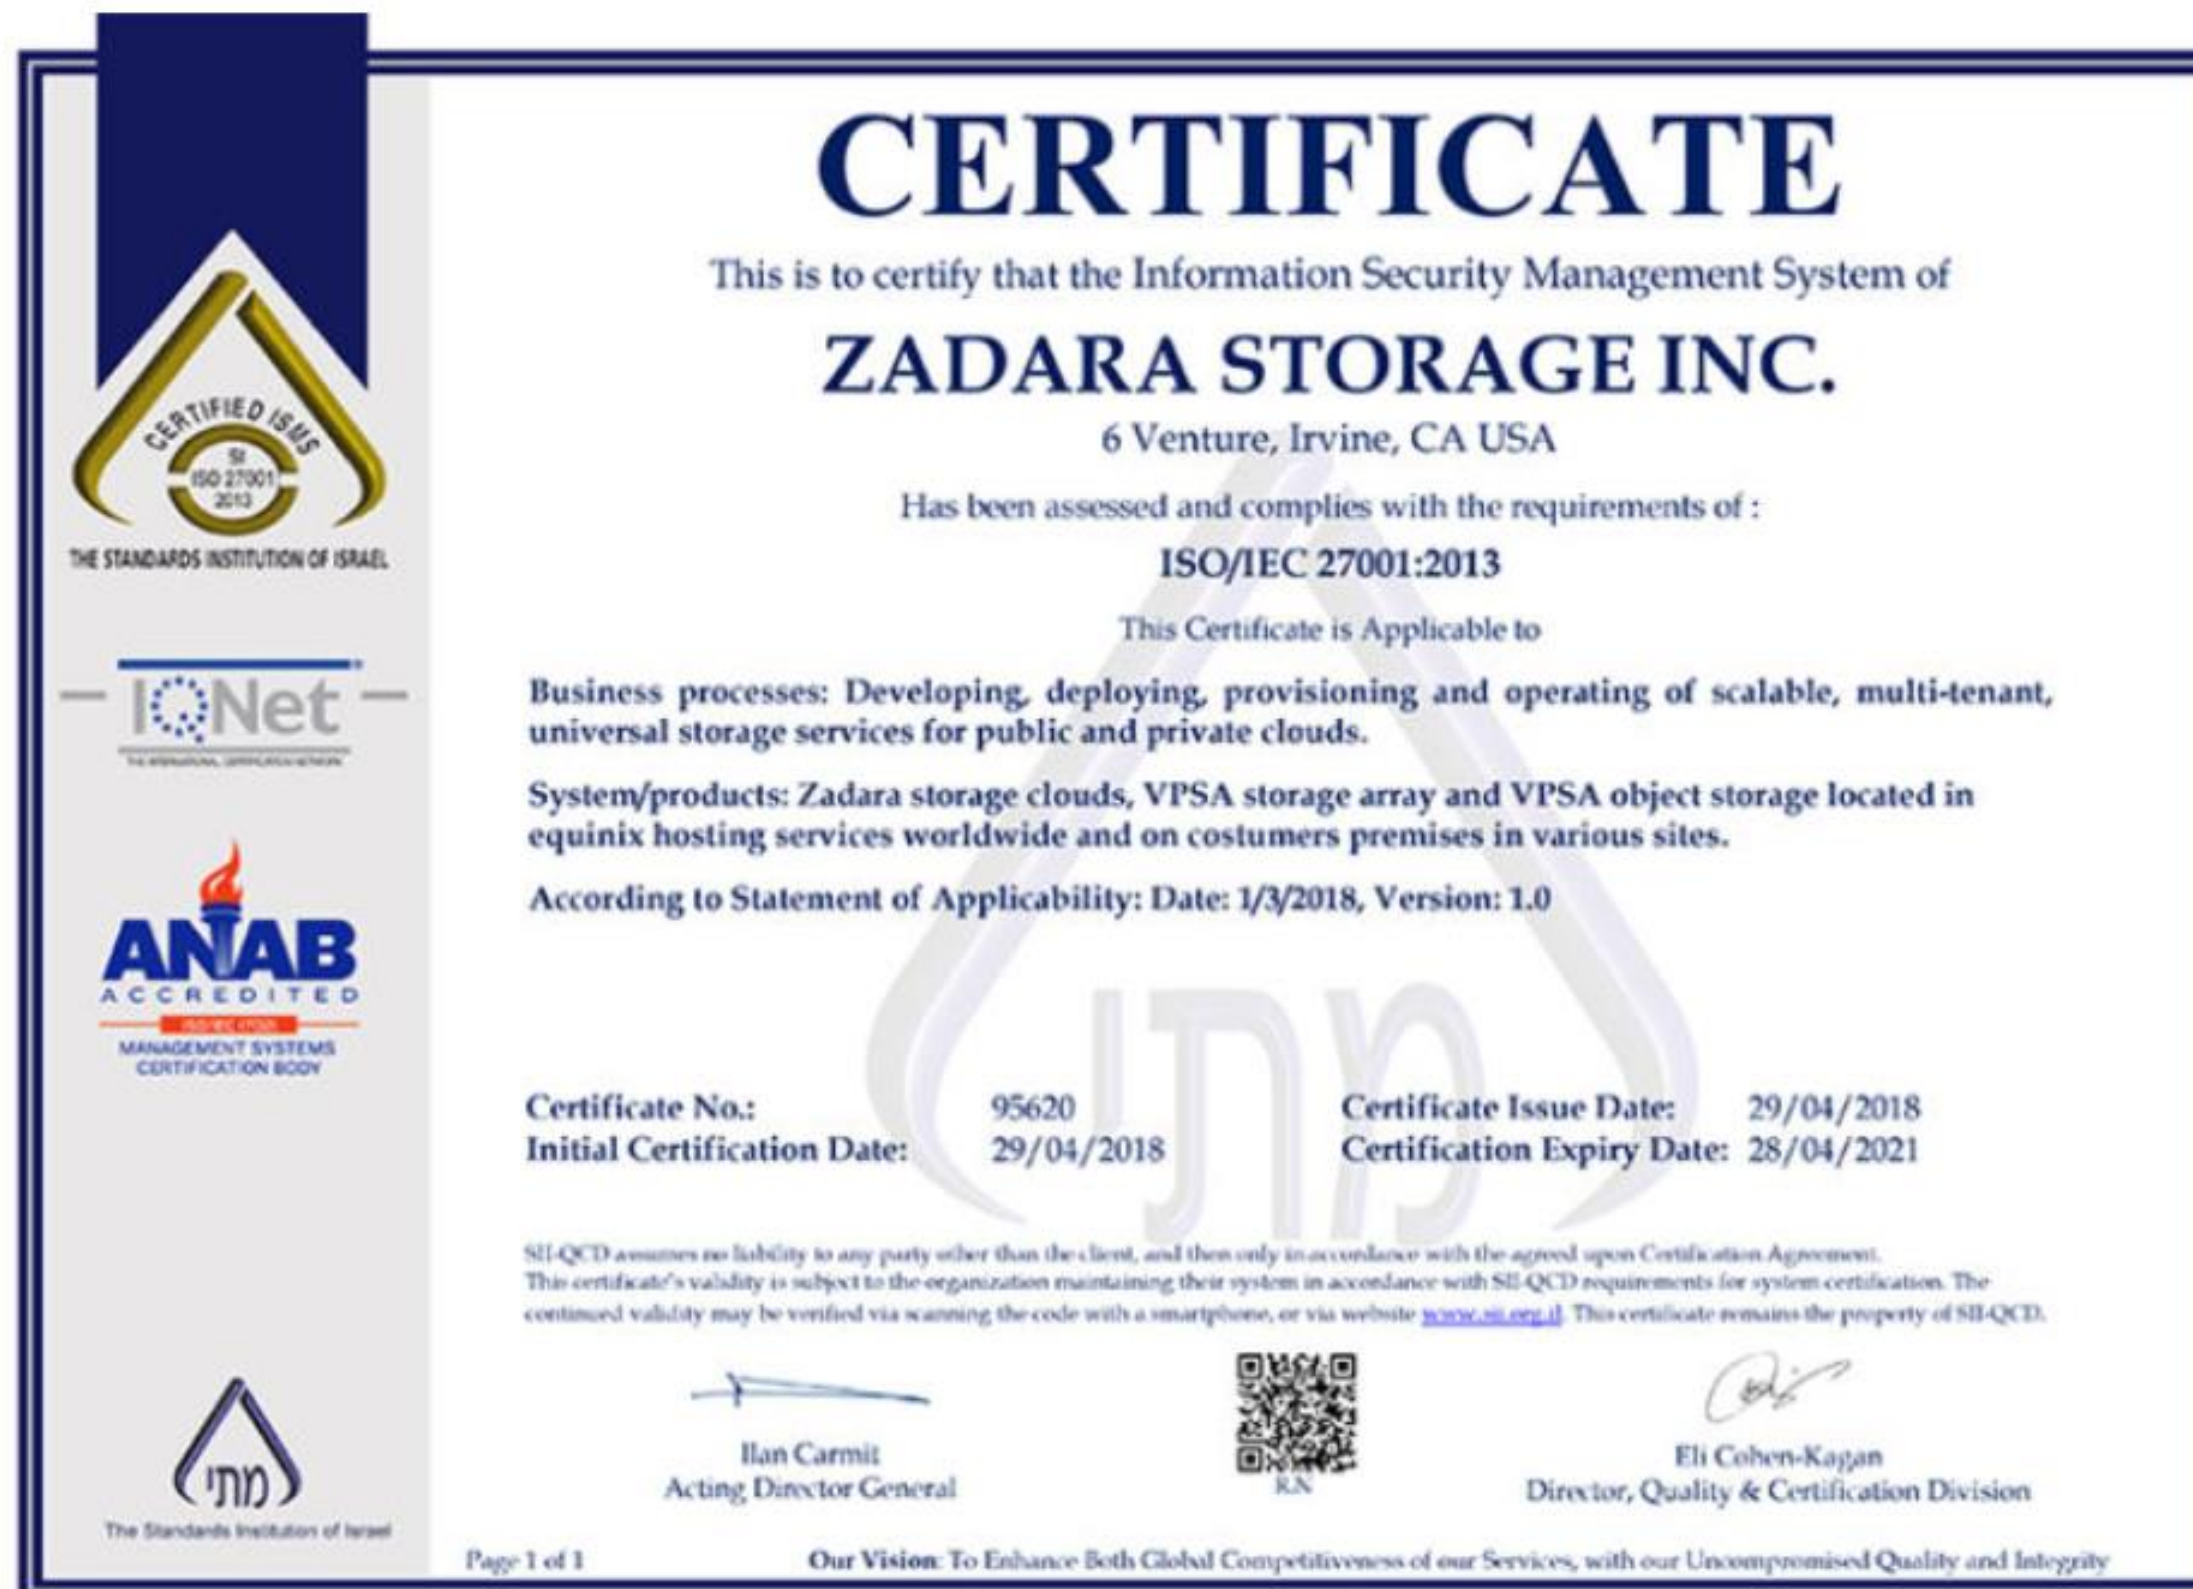 CERTIFICATE
This is to certify that the Information Security Management System of
ZADARA STORAGE INC.
6 Venture, Irvine, CA USA
Has been assessed and complies with the requirements of :
ISO/IEC 27001:2013
This Certificate is Applicable to
Business processes: Developing, deploying, provisioning and operating of scalable, multi-tenant,
universal storage services for public and private clouds.
System/products: Zadara storage clouds, VPSA storage array and VPSA object storage located in
equinix hosting services worldwide and on costumers premises in various sites.
According to Statement of Applicability: Date: 1/3/2018, Version: 1.0
מתי
Certificate No.: 95620 Certificate Issue Date: 29/04/2018
Initial Certification Date: 29/04/2018 Certification Expiry Date: 28/04/2021
SII-QCD assumes no liability to any party other than the client, and then only in accordance with the agreed upon Certification Agreement.
This certificate's validity is subject to the organization maintaining their system in accordance with SII-QCD requirements for system certification. The
continued validity may be verified via scanning the code with a smartphone, or via website www.sii.org.il. This certificate remains the property of SII-QCD.
Ilan Carmit
Acting Director General
R.N
Eli Cohen-Kagan
Director, Quality & Certification Division
Page 1 of 1
Our Vision: To Enhance Both Global Competitiveness of our Services, with our Uncompromised Quality and Integrity
CERTIFIED ISMS
SI
ISO 27001
2013
THE STANDARDS INSTITUTION OF ISRAEL
IQNet
THE INTERNATIONAL CERTIFICATION NETWORK
ANAB
ACCREDITED
MANAGEMENT SYSTEMS
CERTIFICATION BODY
מתי
The Standards Institution of Israel